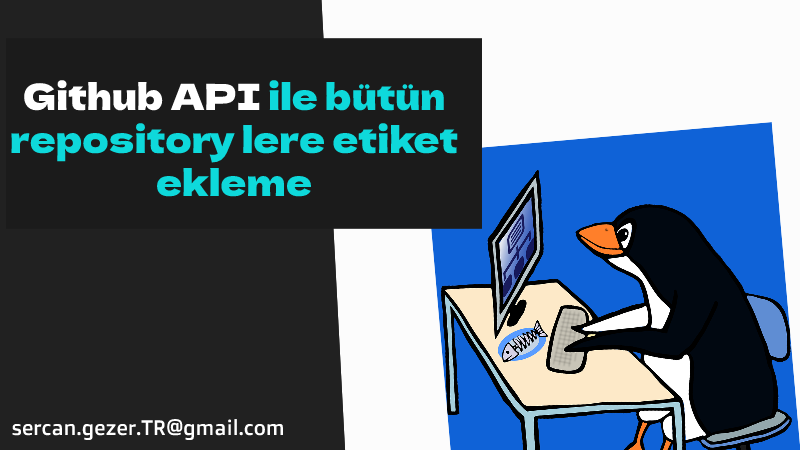 Github API ile bütün
repository lere etiket
ekleme
sercan.gezer.TR@gmail.com